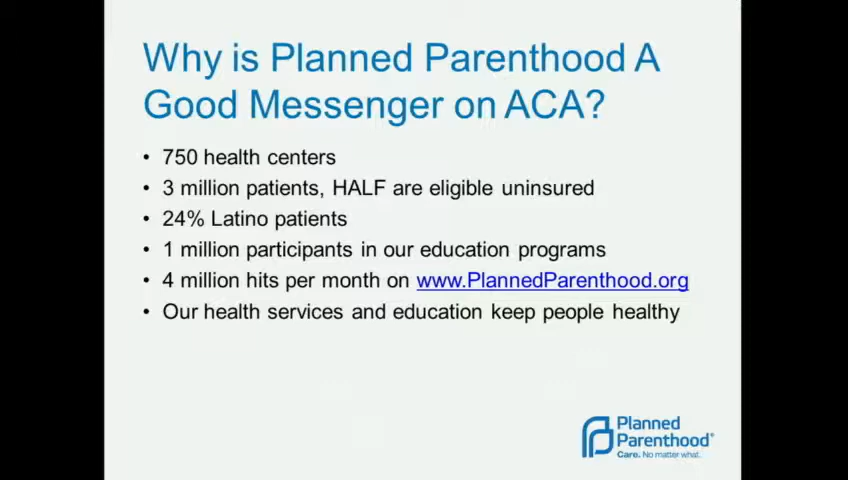 Why is Planned Parenthood A
Good Messenger on ACA?
• 750 health centers
• 3 million patients, HALF are eligible uninsured
• 24% Latino patients
• 1 million participants in our education programs
• 4 million hits per month on www.PlannedParenthood.org
• Our health services and education keep people healthy
Planned
Parenthood®
Care. No matter what.